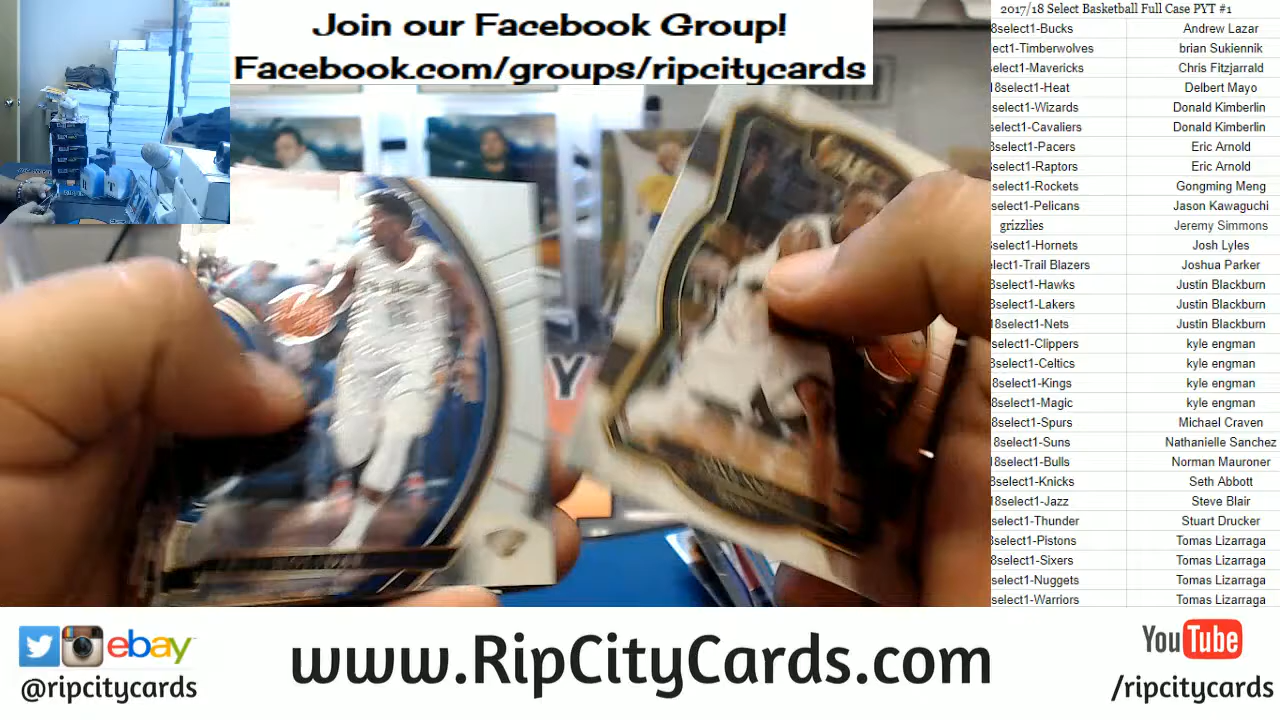 Join our Facebook Group!
Facebook.com/groups/ripcitycards
2017/18 Select Basketball Full Case PYT #1
8select1-Bucks Andrew Lazar
ect1-Timberwolves brian Sukiennik
select1-Mavericks Chris Fitzjarrald
18select1-Heat Delbert Mayo
select1-Wizards Donald Kimberlin
select1-Cavaliers Donald Kimberlin
8select1-Pacers Eric Arnold
select1-Raptors Eric Arnold
select1-Rockets Gongming Meng
select1-Pelicans Jason Kawaguchi
grizzlies Jeremy Simmons
select1-Hornets Josh Lyles
select1-Trail Blazers Joshua Parker
8select1-Hawks Justin Blackburn
8select1-Lakers Justin Blackburn
18select1-Nets Justin Blackburn
select1-Clippers kyle engman
8select1-Celtics kyle engman
8select1-Kings kyle engman
8select1-Magic kyle engman
8select1-Spurs Michael Craven
18select1-Suns Nathanielle Sanchez
18select1-Bulls Norman Mauroner
8select1-Knicks Seth Abbott
18select1-Jazz Steve Blair
select1-Thunder Stuart Drucker
8select1-Pistons Tomas Lizarraga
8select1-Sixers Tomas Lizarraga
select1-Nuggets Tomas Lizarraga
select1-Warriors Tomas Lizarraga
Y
ebay
@ripcitycards
www.RipCityCards.com
YouTube
/ripcitycards